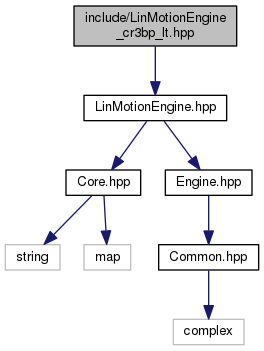 include/LinMotionEngine
_cr3bp_lt.hpp
LinMotionEngine.hpp
Core.hpp
Engine.hpp
string
map
Common.hpp
complex